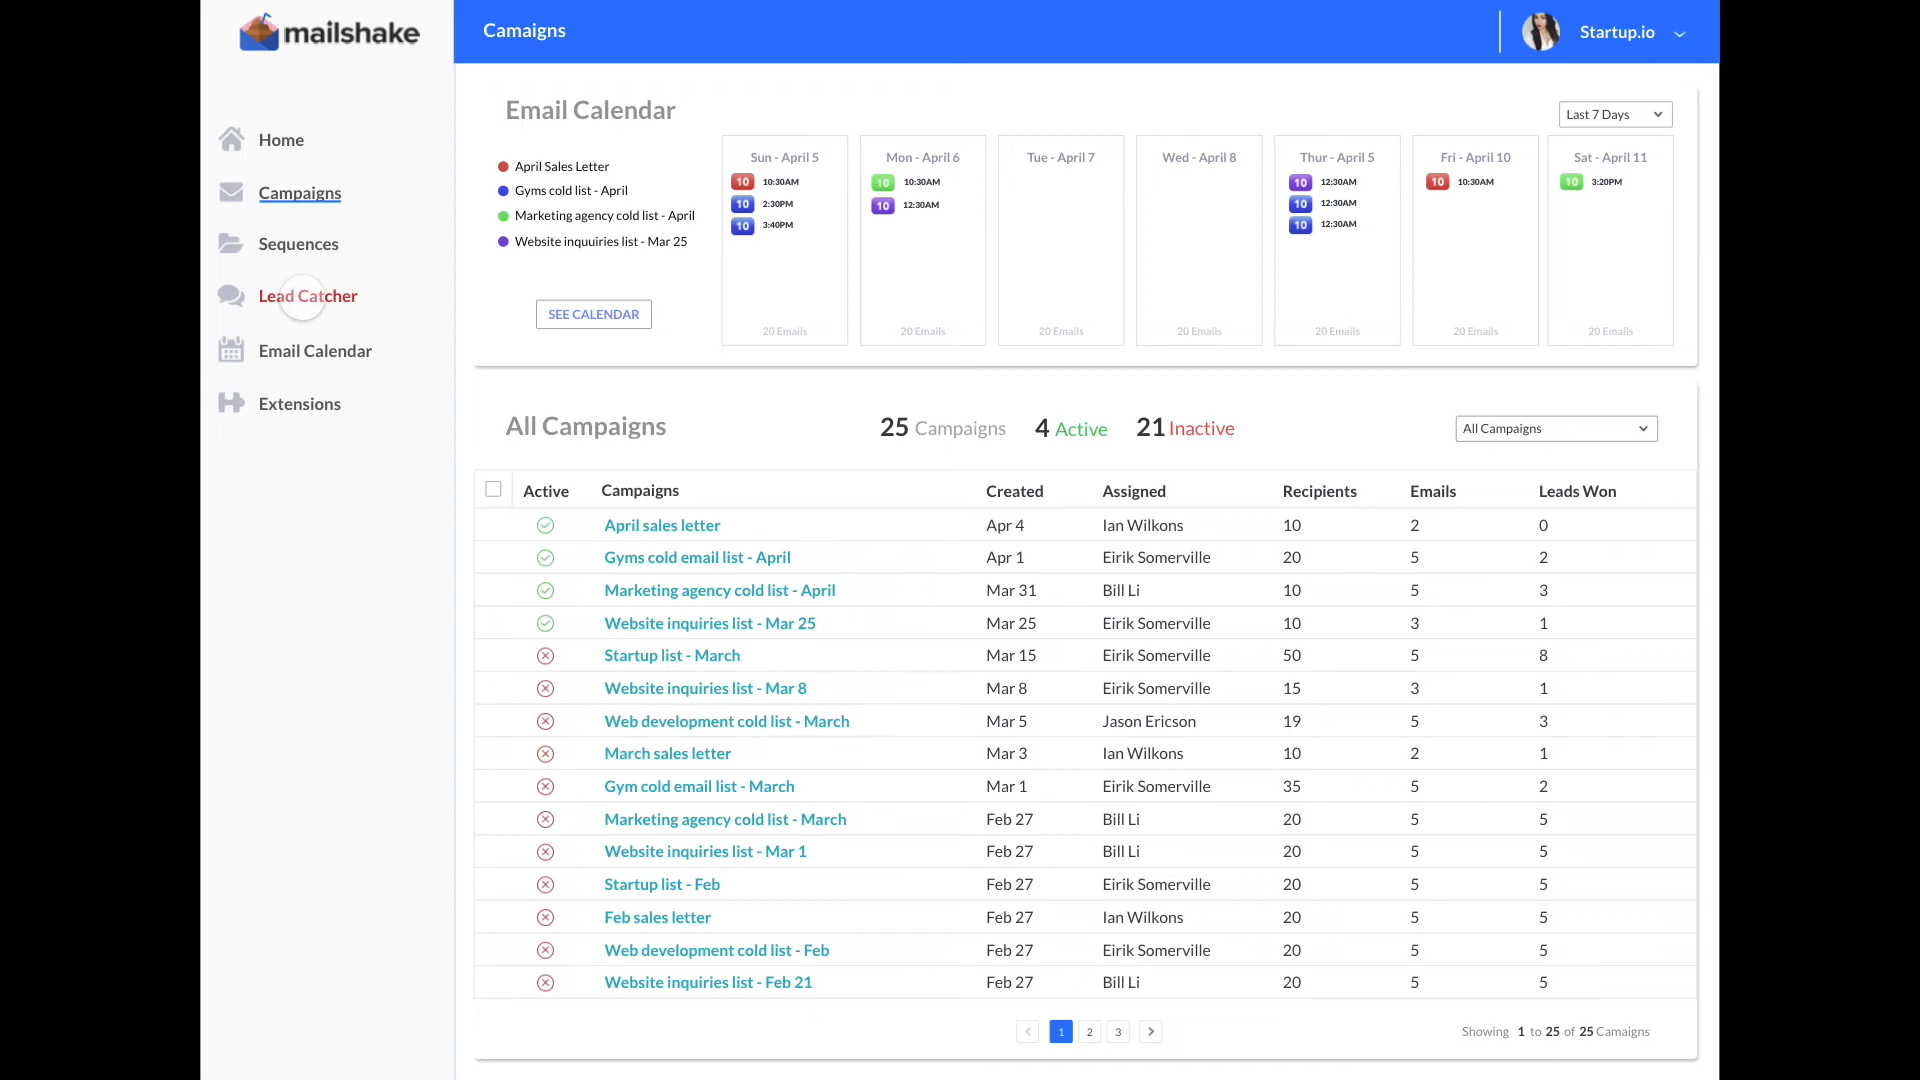 mailshake
Camaigns
Startup.io
Home
Campaigns
Sequences
Lead Catcher
Email Calendar
Extensions
Email Calendar
Last 7 Days
April Sales Letter
Gyms cold list - April
Marketing agency cold list - April
Website inquuiries list - Mar 25
SEE CALENDAR
Sun - April 5
10 10:30AM
10 2:30PM
10 3:40PM
20 Emails
Mon - April 6
10 10:30AM
10 12:30AM
20 Emails
Tue - April 7
20 Emails
Wed - April 8
20 Emails
Thur - April 5
10 12:30AM
10 12:30AM
10 12:30AM
20 Emails
Fri - April 10
10 10:30AM
20 Emails
Sat - April 11
10 3:20PM
20 Emails
All Campaigns
25 Campaigns 4 Active 21 Inactive
All Campaigns
Active Campaigns Created Assigned Recipients Emails Leads Won
April sales letter Apr 4 Ian Wilkons 10 2 0
Gyms cold email list - April Apr 1 Eirik Somerville 20 5 2
Marketing agency cold list - April Mar 31 Bill Li 10 5 3
Website inquiries list - Mar 25 Mar 25 Eirik Somerville 10 3 1
Startup list - March Mar 15 Eirik Somerville 50 5 8
Website inquiries list - Mar 8 Mar 8 Eirik Somerville 15 3 1
Web development cold list - March Mar 5 Jason Ericson 19 5 3
March sales letter Mar 3 Ian Wilkons 10 2 1
Gym cold email list - March Mar 1 Eirik Somerville 35 5 2
Marketing agency cold list - March Feb 27 Bill Li 20 5 5
Website inquiries list - Mar 1 Feb 27 Bill Li 20 5 5
Startup list - Feb Feb 27 Eirik Somerville 20 5 5
Feb sales letter Feb 27 Ian Wilkons 20 5 5
Web development cold list - Feb Feb 27 Eirik Somerville 20 5 5
Website inquiries list - Feb 21 Feb 27 Bill Li 20 5 5
1 2 3
Showing 1 to 25 of 25 Camaigns